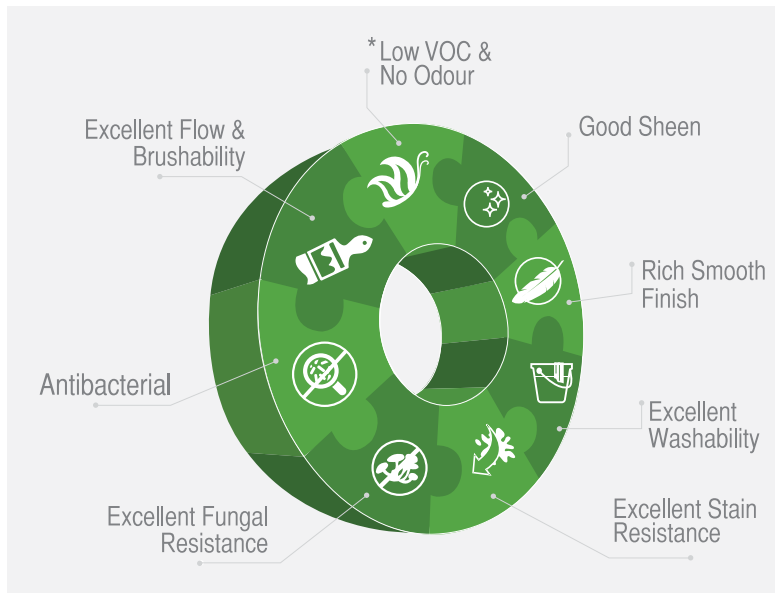 *Low VOC &
No Odour
Good Sheen
Rich Smooth
Finish
Excellent
Washability
Excellent Stain
Resistance
Excellent Fungal
Resistance
Antibacterial
Excellent Flow &
Brushability